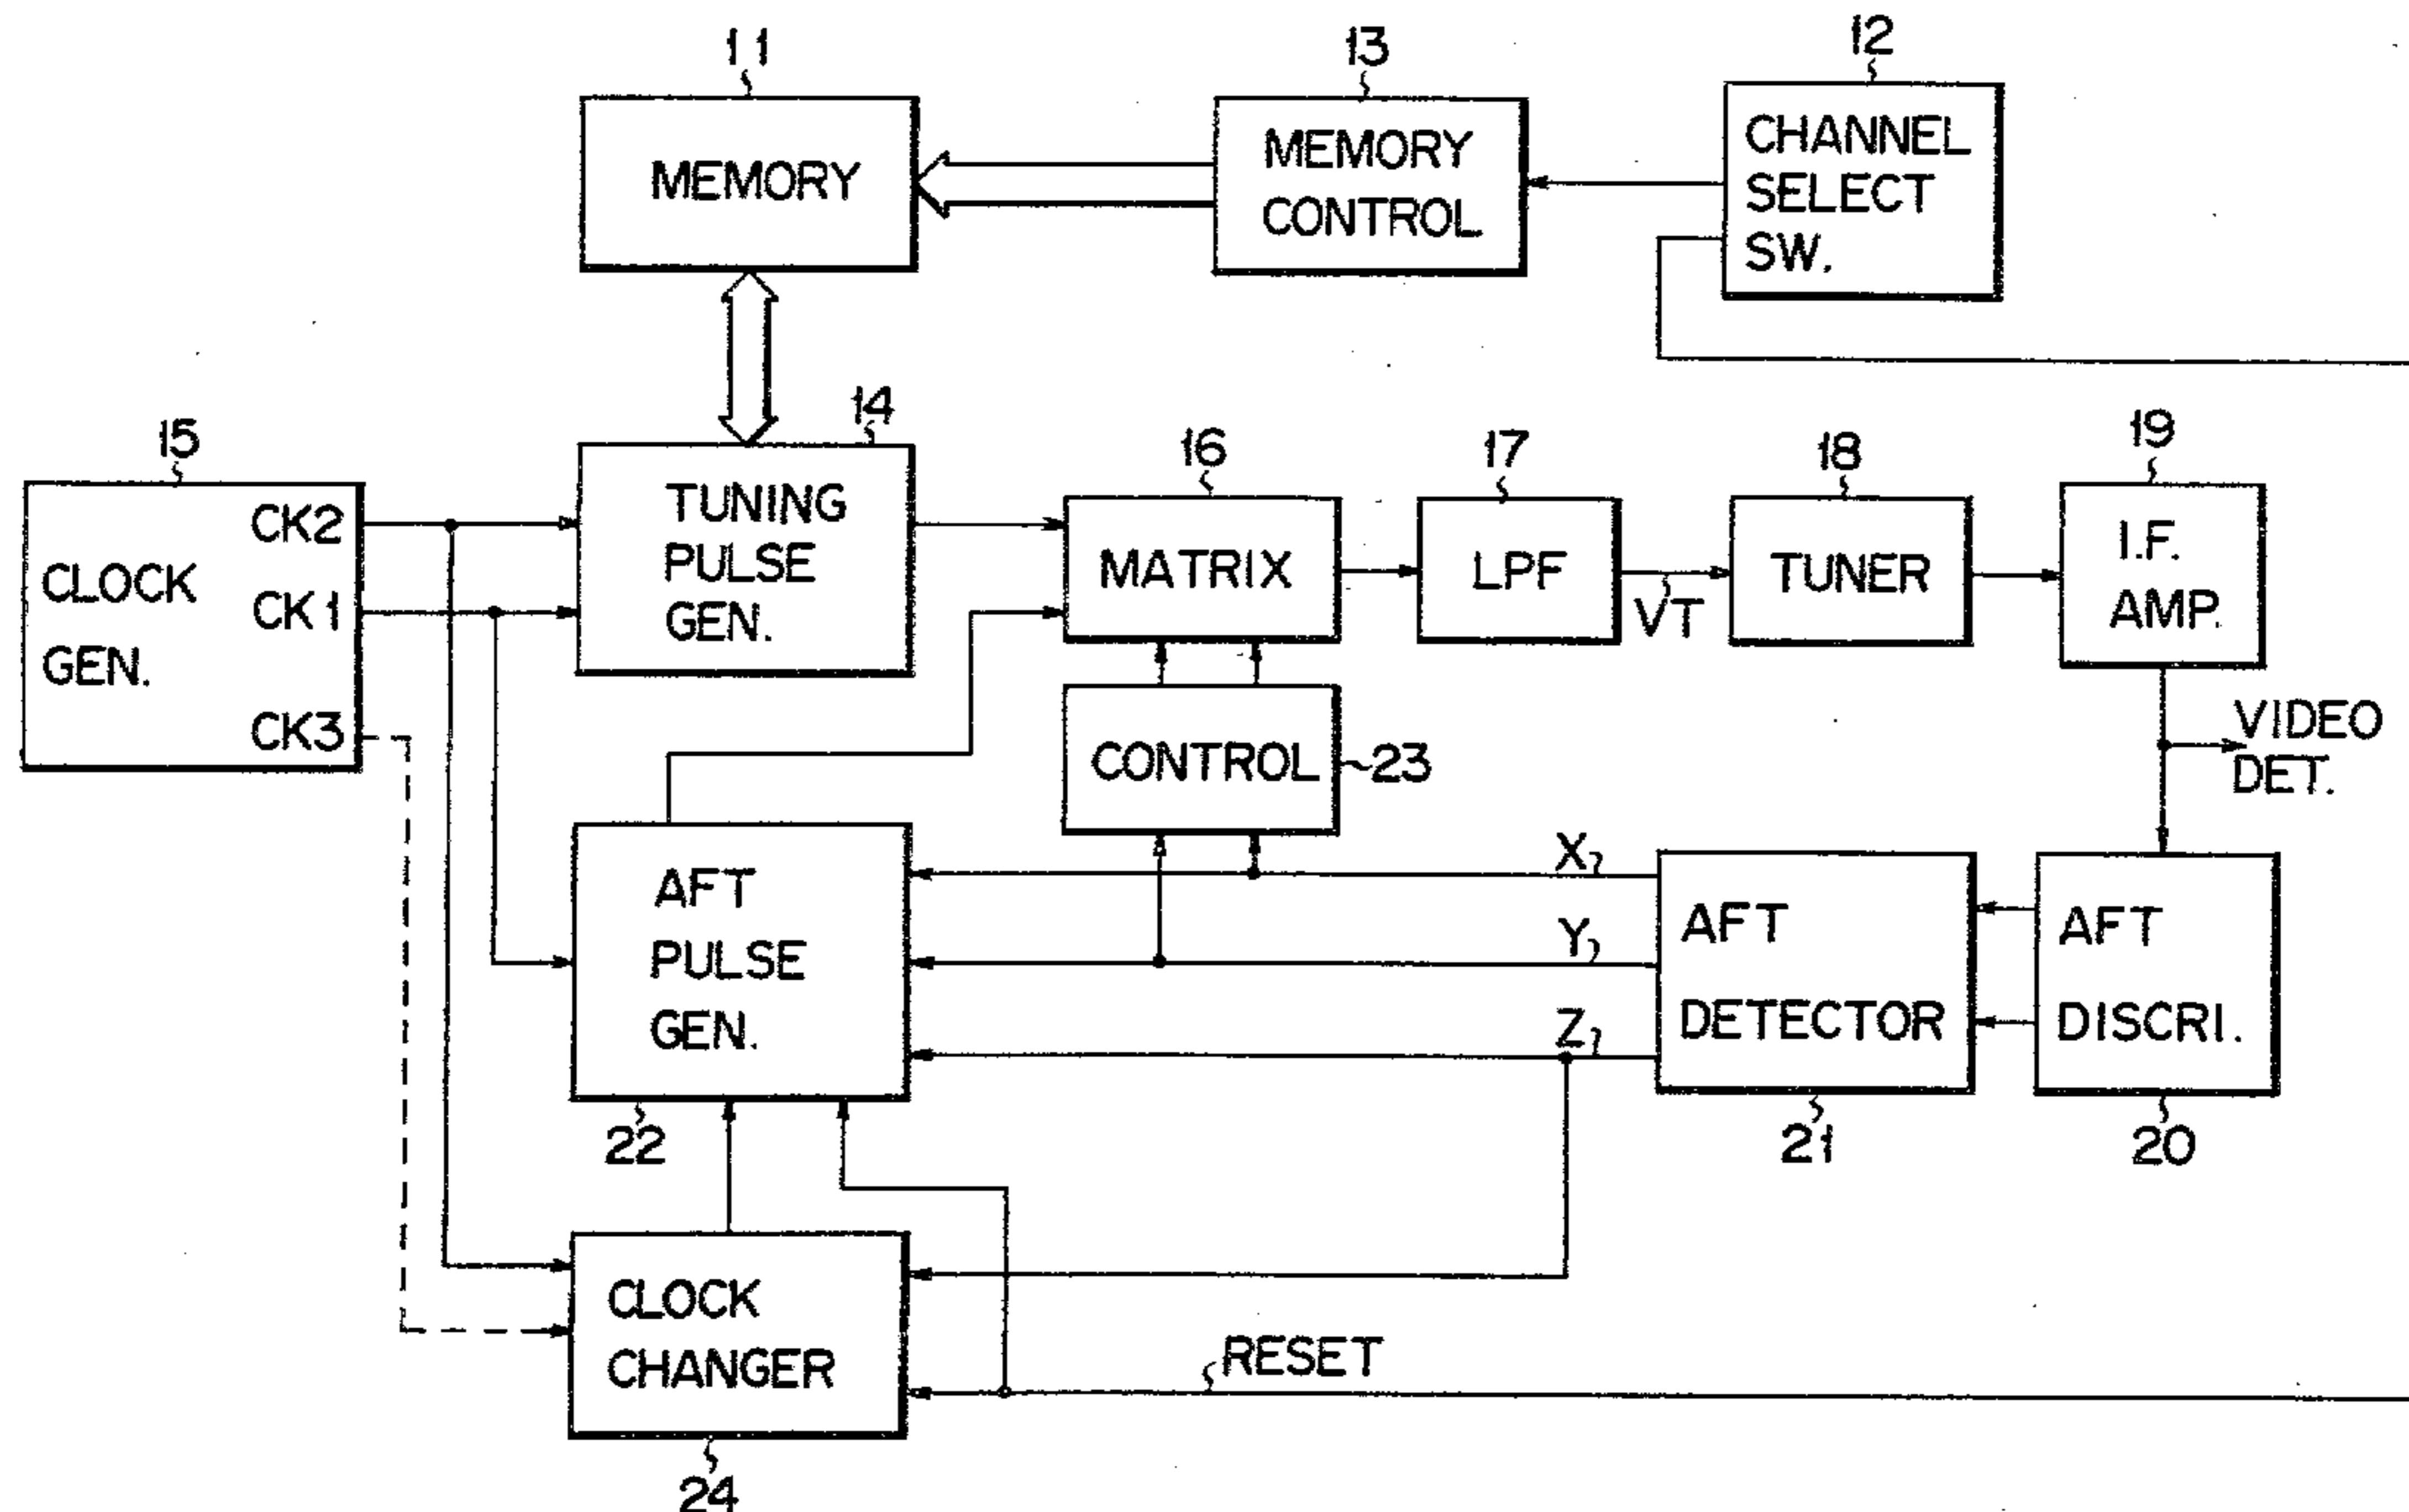 11
13
12
MEMORY
MEMORY
CONTROL
CHANNEL
SELECT
SW.
15
14
16
17
18
19
CLOCK
GEN.
CK2
CK1
CK3
TUNING
PULSE
GEN.
MATRIX
LPF
VT
TUNER
I.F.
AMP.
CONTROL
23
VIDEO
DET.
AFT
PULSE
GEN.
X
Y
Z
AFT
DETECTOR
AFT
DISCRI.
22
21
20
CLOCK
CHANGER
RESET
24